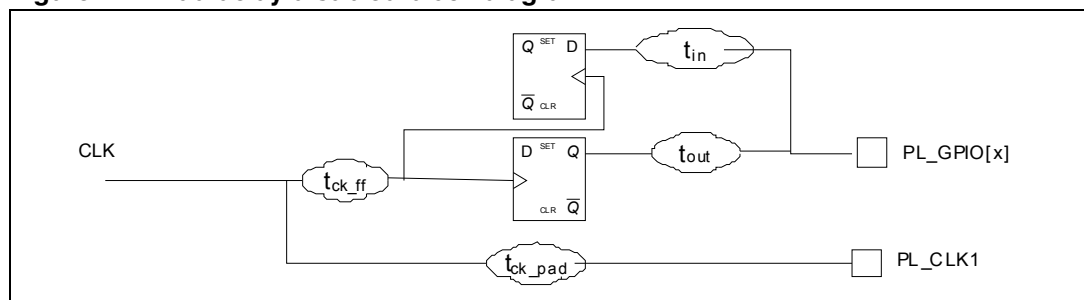 Q SET D
t_in
Q CLR
CLK
D SET Q
t_out
PL_GPIO[x]
t_ck_ff
CLR Q
t_ck_pad
PL_CLK1